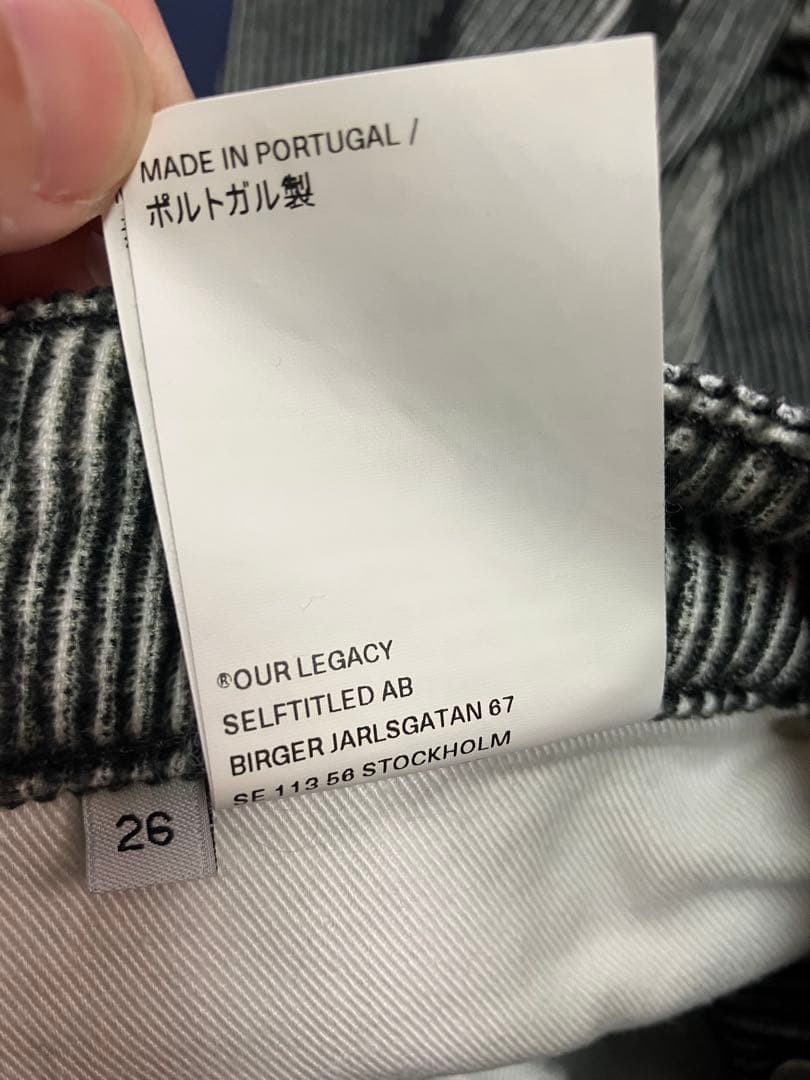 MADE IN PORTUGAL /
ポルトガル製
®OUR LEGACY
SELFTITLED AB
BIRGER JARLSGATAN 67
SE 113 56 STOCKHOLM
26